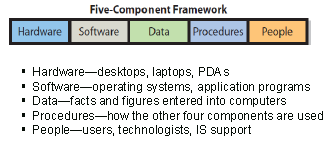 Five-Component Framework
Hardware Software Data Procedures People
▪ Hardware—desktops, laptops, PDAs
▪ Software—operating systems, application programs
▪ Data—facts and figures entered into computers
▪ Procedures—how the other four components are used
▪ People—users, technologists, IS support